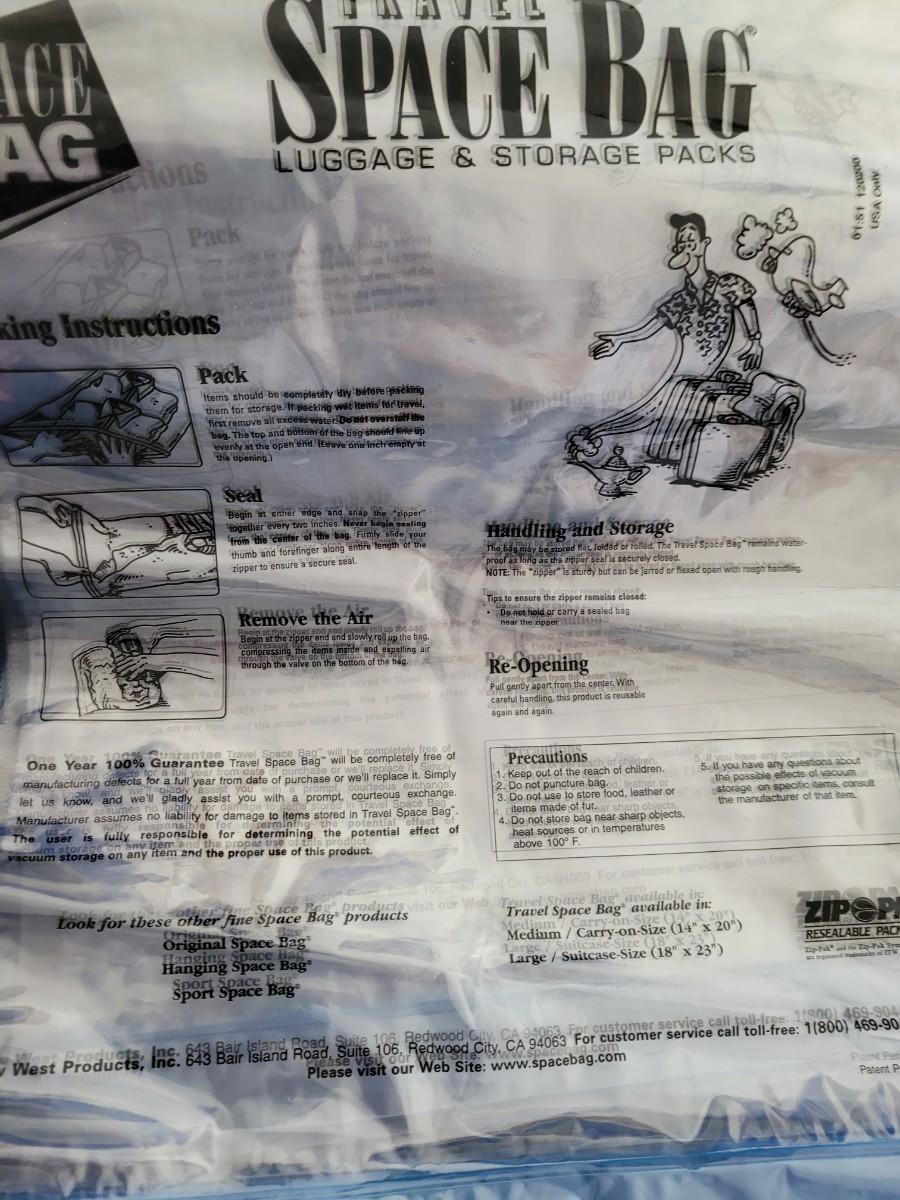 TRAVEL
SPACE BAG®
LUGGAGE & STORAGE PACKS
ACE
AG
01:S1 120200
USA Only
king Instructions
Pack
Items should be completely dry before packing
them for storage. If packing wet items for travel,
first remove all excess water. Do not overstuff the
bag. The top and bottom of the bag should line up
evenly at the open end. (Leave one inch empty at
the opening.)
Seal
Begin at either edge and snap the "zipper"
together every two inches. Never begin sealing
from the center of the bag. Firmly slide your
thumb and forefinger along entire length of the
zipper to ensure a secure seal.
Remove the Air
Begin at the zipper end and slowly roll up the bag,
compressing the items inside and expelling air
through the valve on the bottom of the bag.
Handling and Storage
The bag may be stored flat, folded or rolled. The Travel Space Bag™ remains water-
proof as long as the zipper seal is securely closed.
NOTE: The "zipper" is sturdy but can be jarred or flexed open with rough handling.
Tips to ensure the zipper remains closed:
• Do not hold or carry a sealed bag
near the zipper
Re-Opening
Pull gently apart from the center. With
careful handling, this product is reusable
again and again.
One Year 100% Guarantee Travel Space Bag™ will be completely free of
manufacturing defects for a full year from date of purchase or we'll replace it. Simply
let us know, and we'll gladly assist you with a prompt, courteous exchange.
Manufacturer assumes no liability for damage to items stored in Travel Space Bag™.
The user is fully responsible for determining the potential effect of
vacuum storage on any item and the proper use of this product.
Precautions
1. Keep out of the reach of children.
2. Do not puncture bag.
3. Do not use to store food, leather or
items made of fur.
4. Do not store bag near sharp objects,
heat sources or in temperatures
above 100° F.
5. If you have any questions about
the possible effects of vacuum
storage on specific items, consult
the manufacturer of that item.
Look for these other fine Space Bag® products
Original Space Bag®
Hanging Space Bag®
Sport Space Bag®
Travel Space Bag® available in:
Medium / Carry-on-Size (14" x 20")
Large / Suitcase-Size (18" x 23")
ZIP PA
RESEALABLE PACK
West Products, Inc. 643 Bair Island Road, Suite 106, Redwood City, CA 94063 For customer service call toll-free: 1(800) 469-90
Please visit our Web Site: www.spacebag.com
Patent P